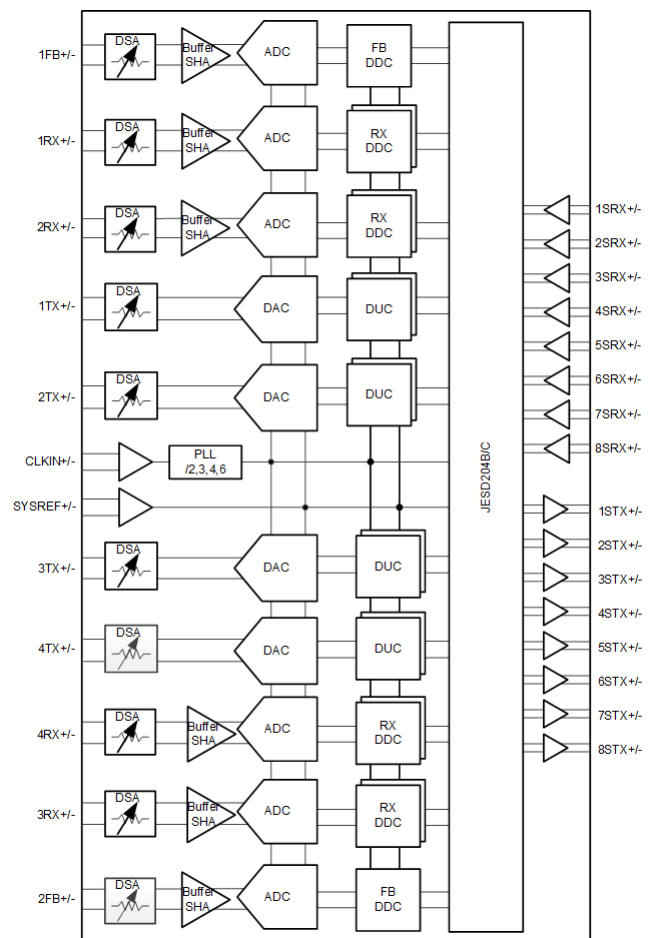 1FB+/-
DSA
Buffer
SHA
ADC
FB
DDC
1RX+/-
DSA
Buffer
SHA
ADC
RX
DDC
2RX+/-
DSA
Buffer
SHA
ADC
RX
DDC
1TX+/-
DSA
DAC
DUC
2TX+/-
DSA
DAC
DUC
CLKIN+/-
PLL
/2,3,4,6
SYSREF+/-
3TX+/-
DSA
DAC
DUC
4TX+/-
DSA
DAC
DUC
4RX+/-
DSA
Buffer
SHA
ADC
RX
DDC
3RX+/-
DSA
Buffer
SHA
ADC
RX
DDC
2FB+/-
DSA
Buffer
SHA
ADC
FB
DDC
JESD204B/C
1SRX+/-
2SRX+/-
3SRX+/-
4SRX+/-
5SRX+/-
6SRX+/-
7SRX+/-
8SRX+/-
1STX+/-
2STX+/-
3STX+/-
4STX+/-
5STX+/-
6STX+/-
7STX+/-
8STX+/-